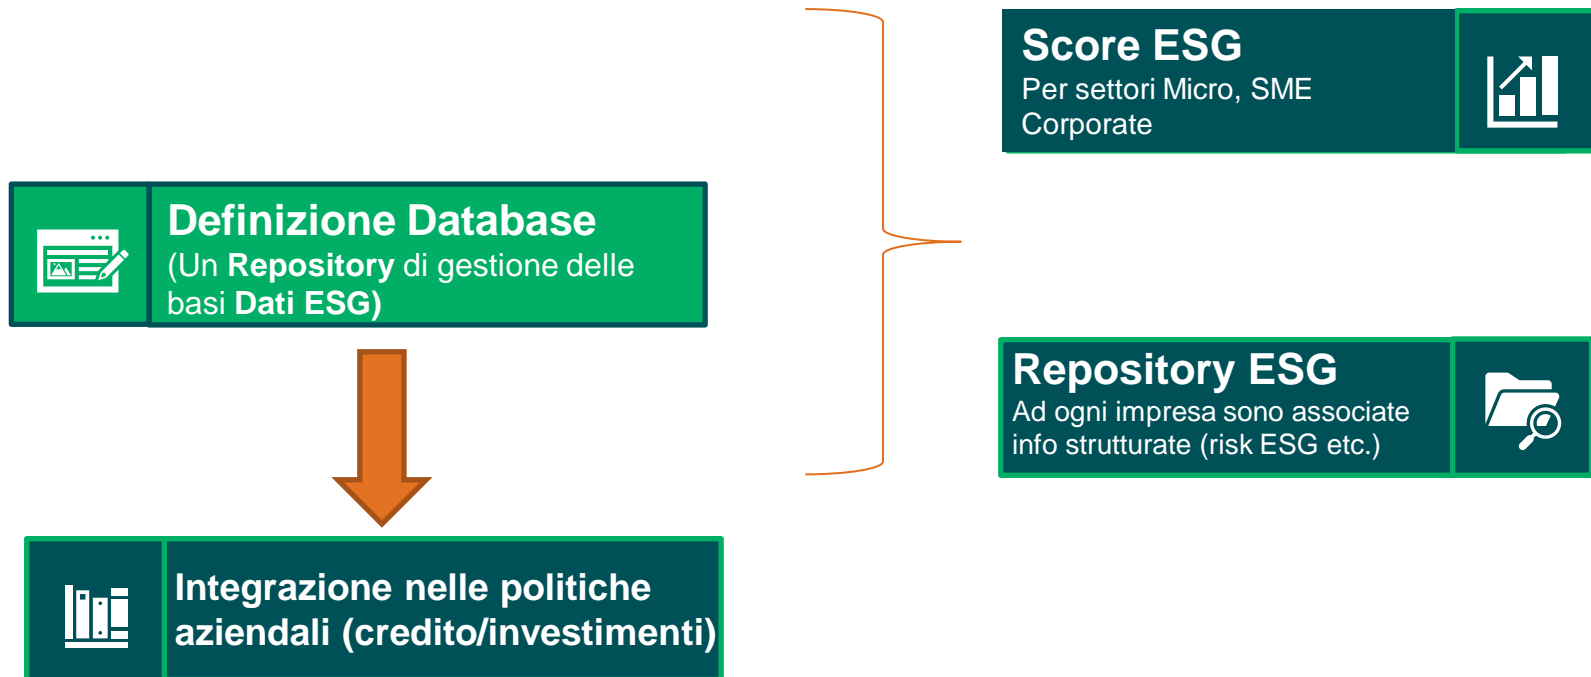 Definizione Database
(Un Repository di gestione delle
basi Dati ESG)
Integrazione nelle politiche
aziendali (credito/investimenti)
Score ESG
Per settori Micro, SME
Corporate
Repository ESG
Ad ogni impresa sono associate
info strutturate (risk ESG etc.)